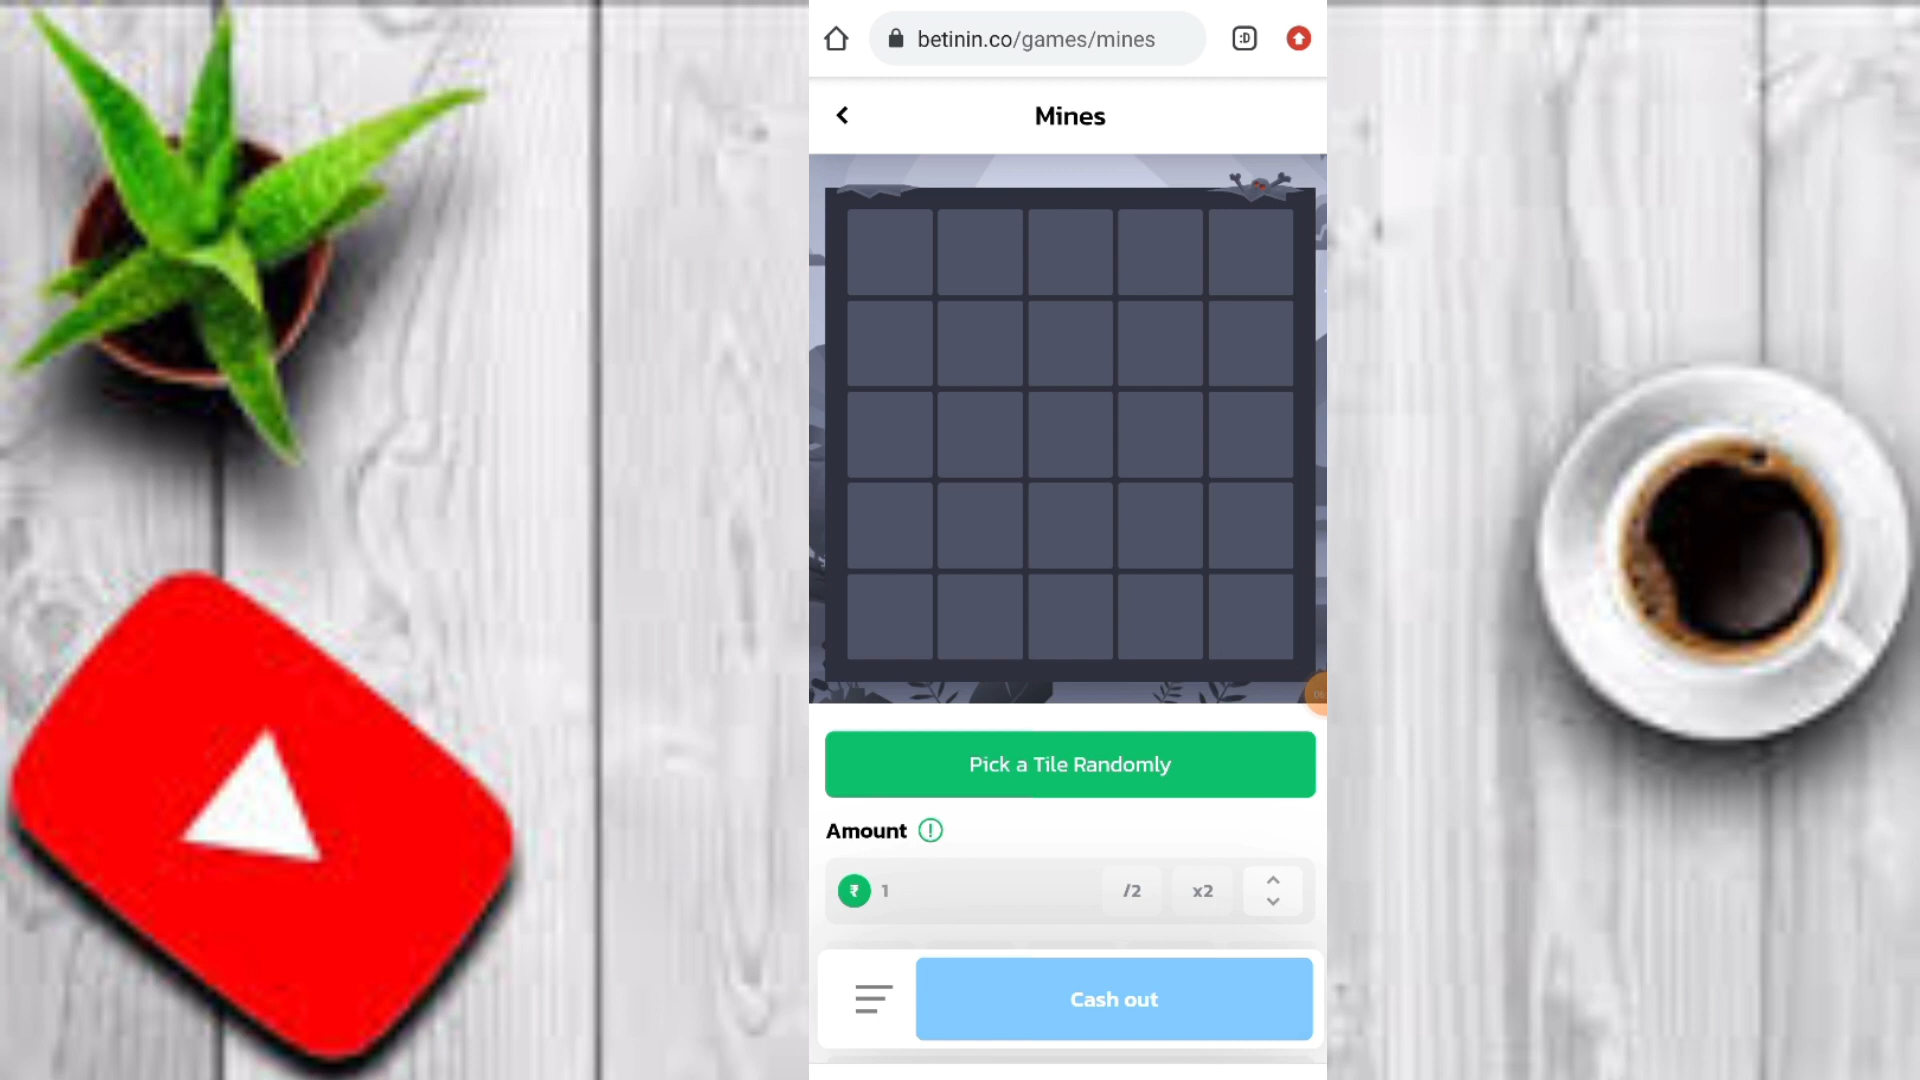 betinin.co/games/mines
:D
Mines
Pick a Tile Randomly
Amount
₹ 1 /2 x2
Cash out